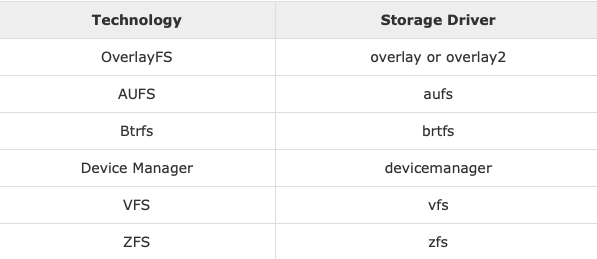 Technology Storage Driver
OverlayFS overlay or overlay2
AUFS aufs
Btrfs brtfs
Device Manager devicemanager
VFS vfs
ZFS zfs